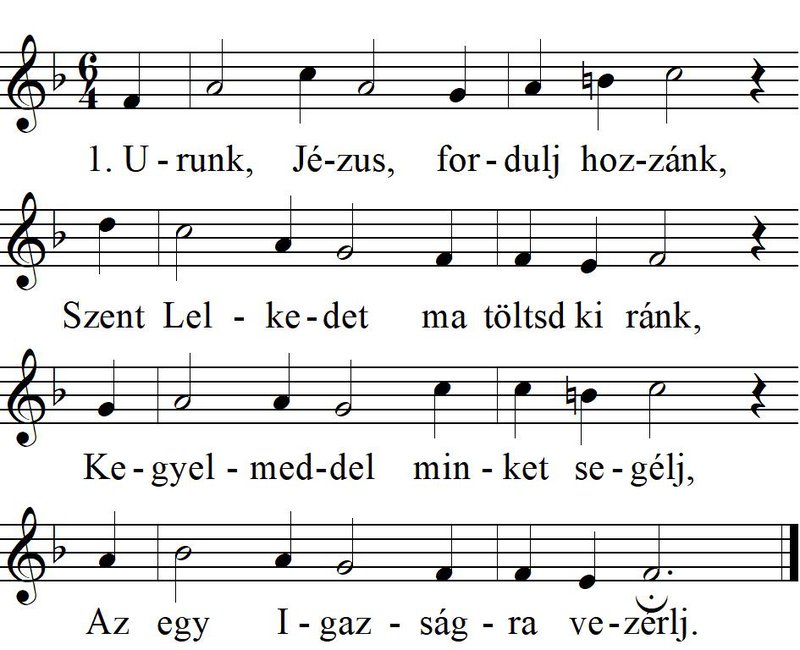 6
4
1. U - runk, Jé-zus, for - dulj hoz-zánk,
Szent Lel - ke - det ma töltsd ki ránk,
Ke - gyel - med-del min - ket se - gélj,
Az egy I - gaz - ság - ra ve - zérlj.